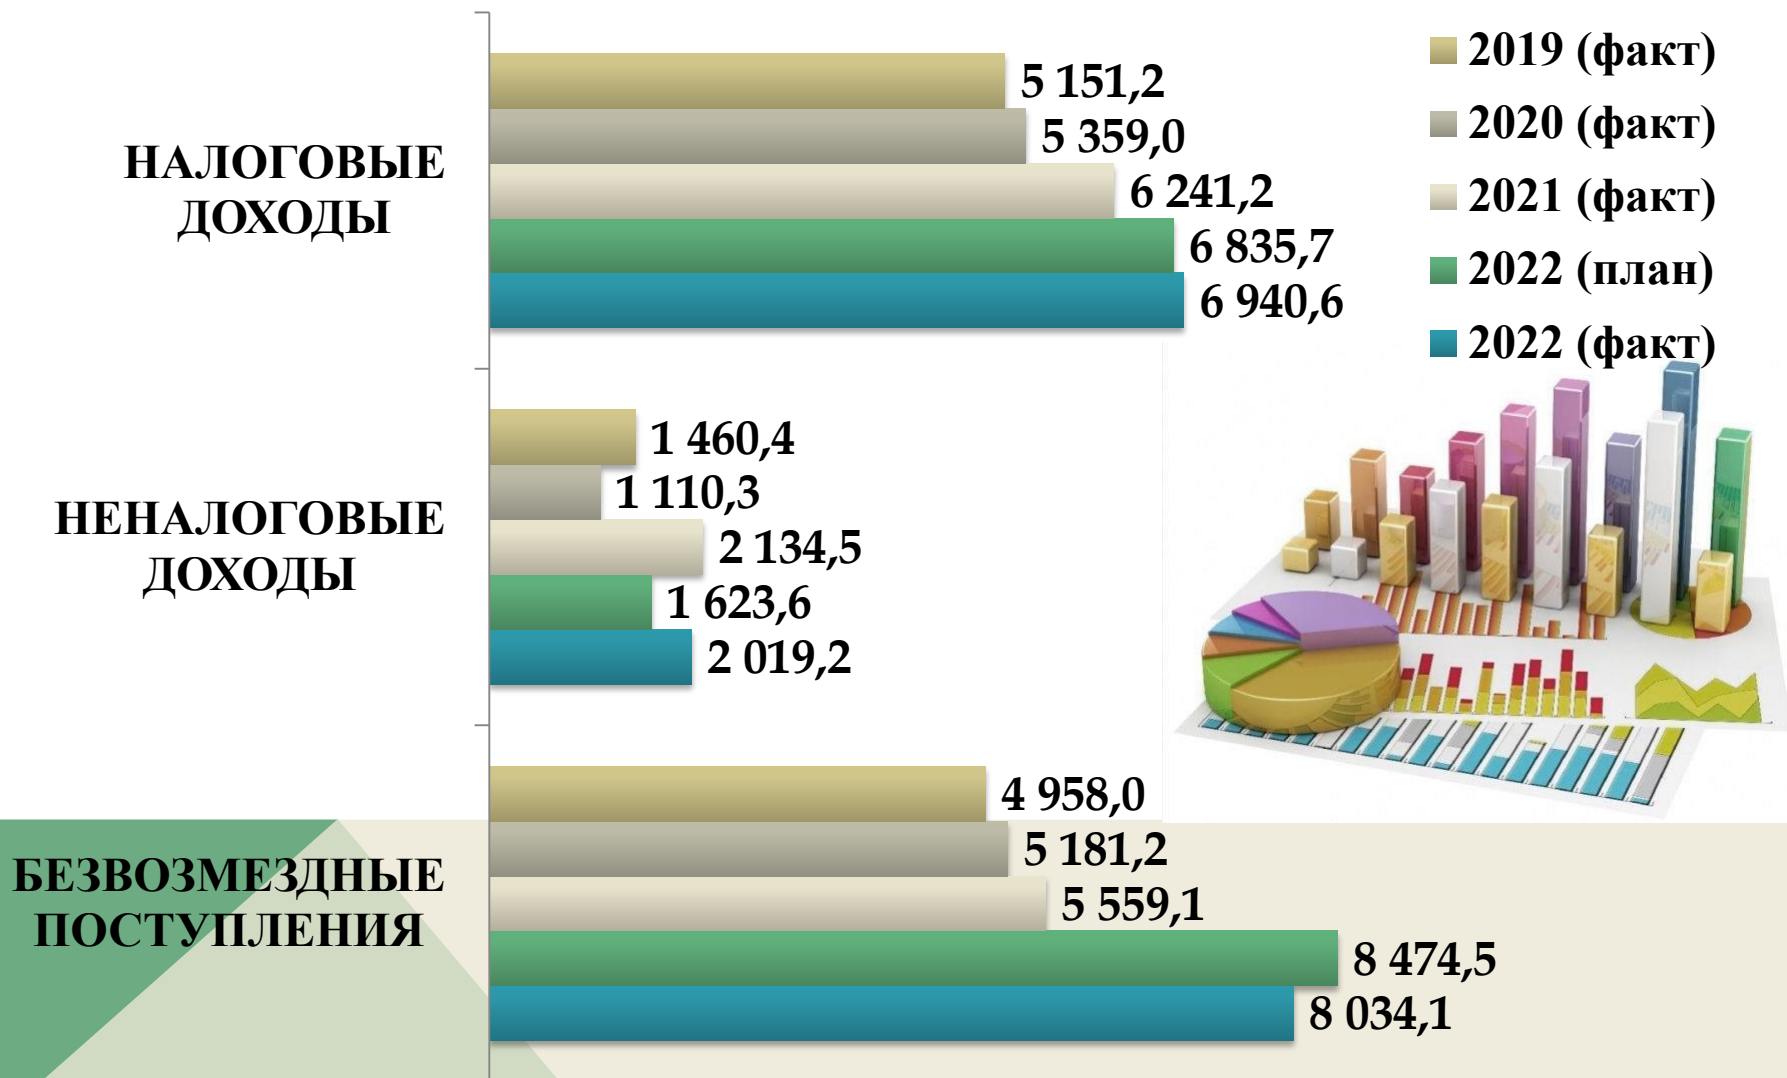 НАЛОГОВЫЕ
ДОХОДЫ
5 151,2
5 359,0
6 241,2
6 835,7
6 940,6
НЕНАЛОГОВЫЕ
ДОХОДЫ
1 460,4
1 110,3
2 134,5
1 623,6
2 019,2
БЕЗВОЗМЕЗДНЫЕ
ПОСТУПЛЕНИЯ
4 958,0
5 181,2
5 559,1
8 474,5
8 034,1
2019 (факт)
2020 (факт)
2021 (факт)
2022 (план)
2022 (факт)